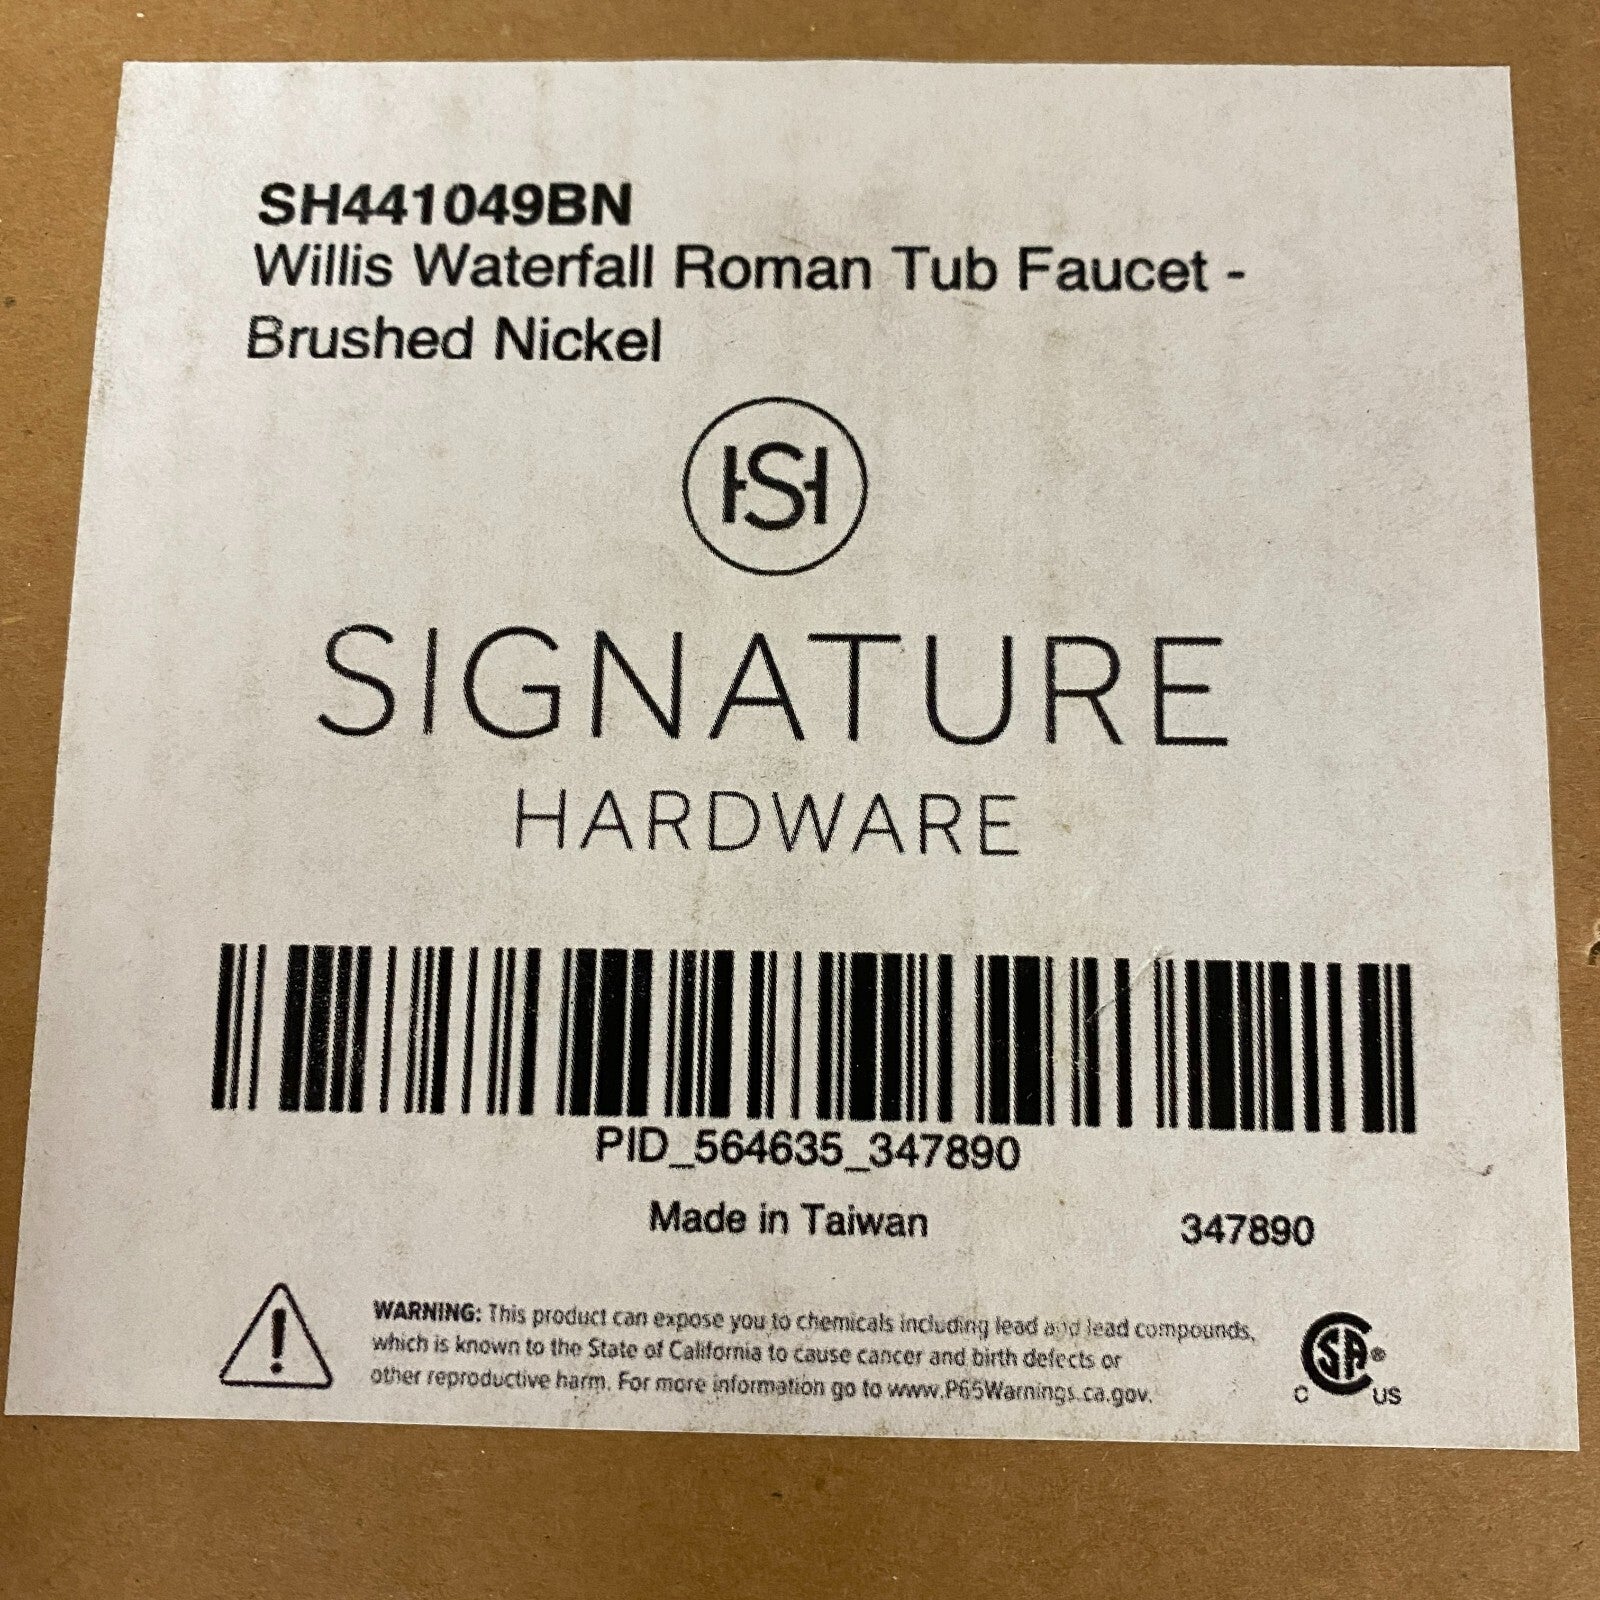 SH441049BN
Willis Waterfall Roman Tub Faucet -
Brushed Nickel
HSH
SIGNATURE
HARDWARE
PID_564635_347890
Made in Taiwan
347890
WARNING: This product can expose you to chemicals including lead and lead compounds,
which is known to the State of California to cause cancer and birth defects or
other reproductive harm. For more information go to www.P65Warnings.ca.gov.
SA®
C US